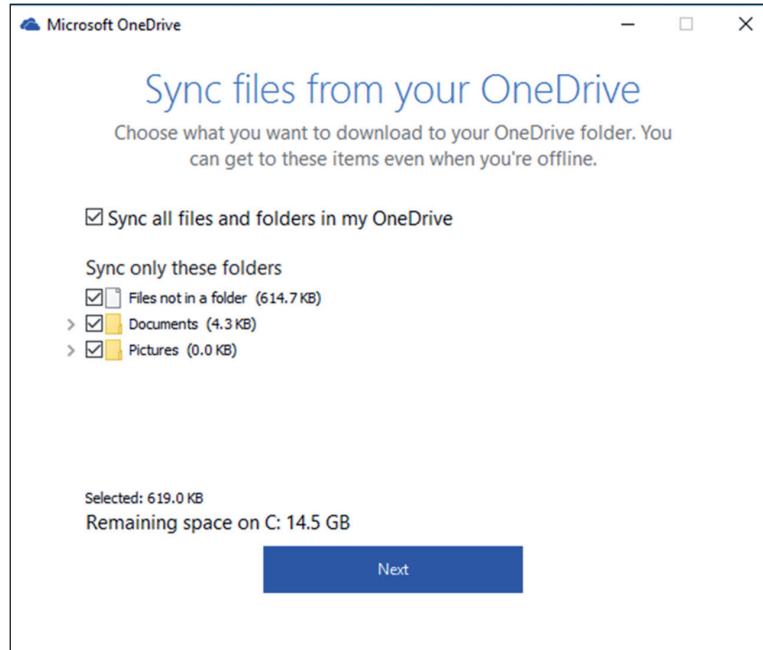 Microsoft OneDrive
Sync files from your OneDrive
Choose what you want to download to your OneDrive folder. You
can get to these items even when you're offline.
Sync all files and folders in my OneDrive
Sync only these folders
Files not in a folder (614.7 KB)
Documents (4.3 KB)
Pictures (0.0 KB)
Selected: 619.0 KB
Remaining space on C: 14.5 GB
Next